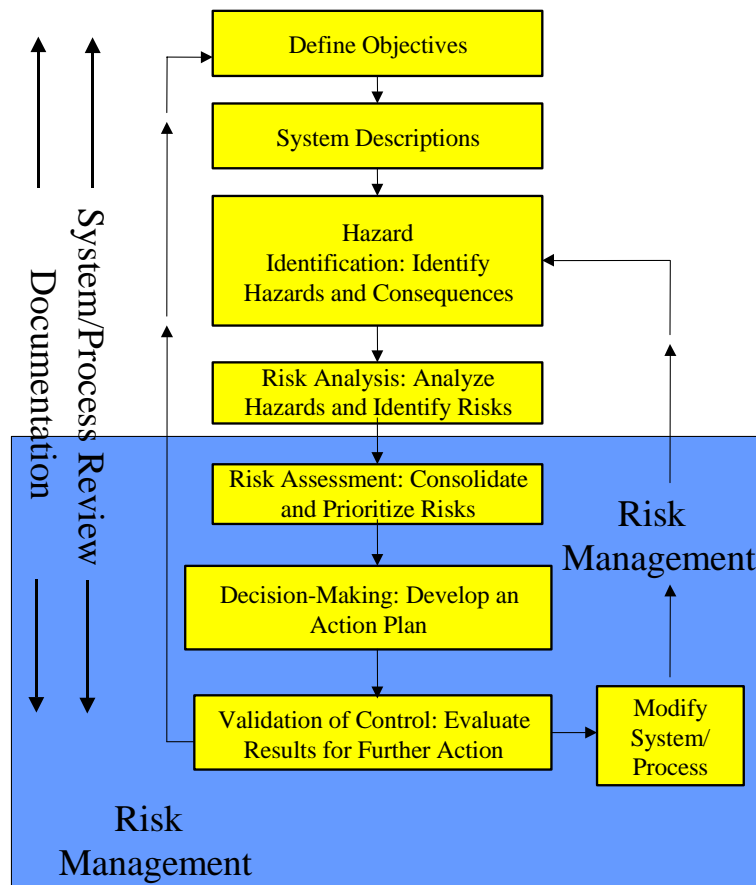 Define Objectives
System Descriptions
Hazard
Identification: Identify
Hazards and Consequences
Risk Analysis: Analyze
Hazards and Identify Risks
Risk Assessment: Consolidate
and Prioritize Risks
Decision-Making: Develop an
Action Plan
Validation of Control: Evaluate
Results for Further Action
Modify
System/
Process
Risk
Management
Risk
Management
System/Process Review
Documentation